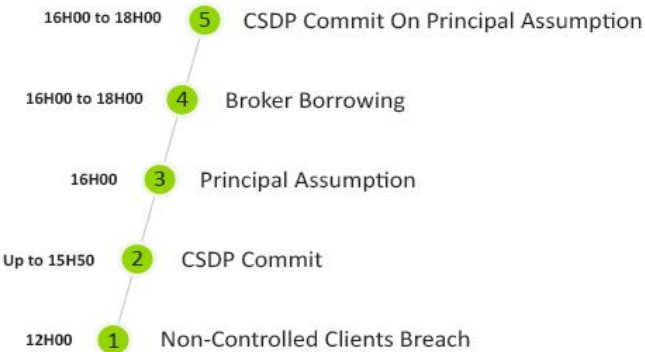 16H00 to 18H00 5 CSDP Commit On Principal Assumption
16H00 to 18H00 4 Broker Borrowing
16H00 3 Principal Assumption
Up to 15H50 2 CSDP Commit
12H00 1 Non-Controlled Clients Breach